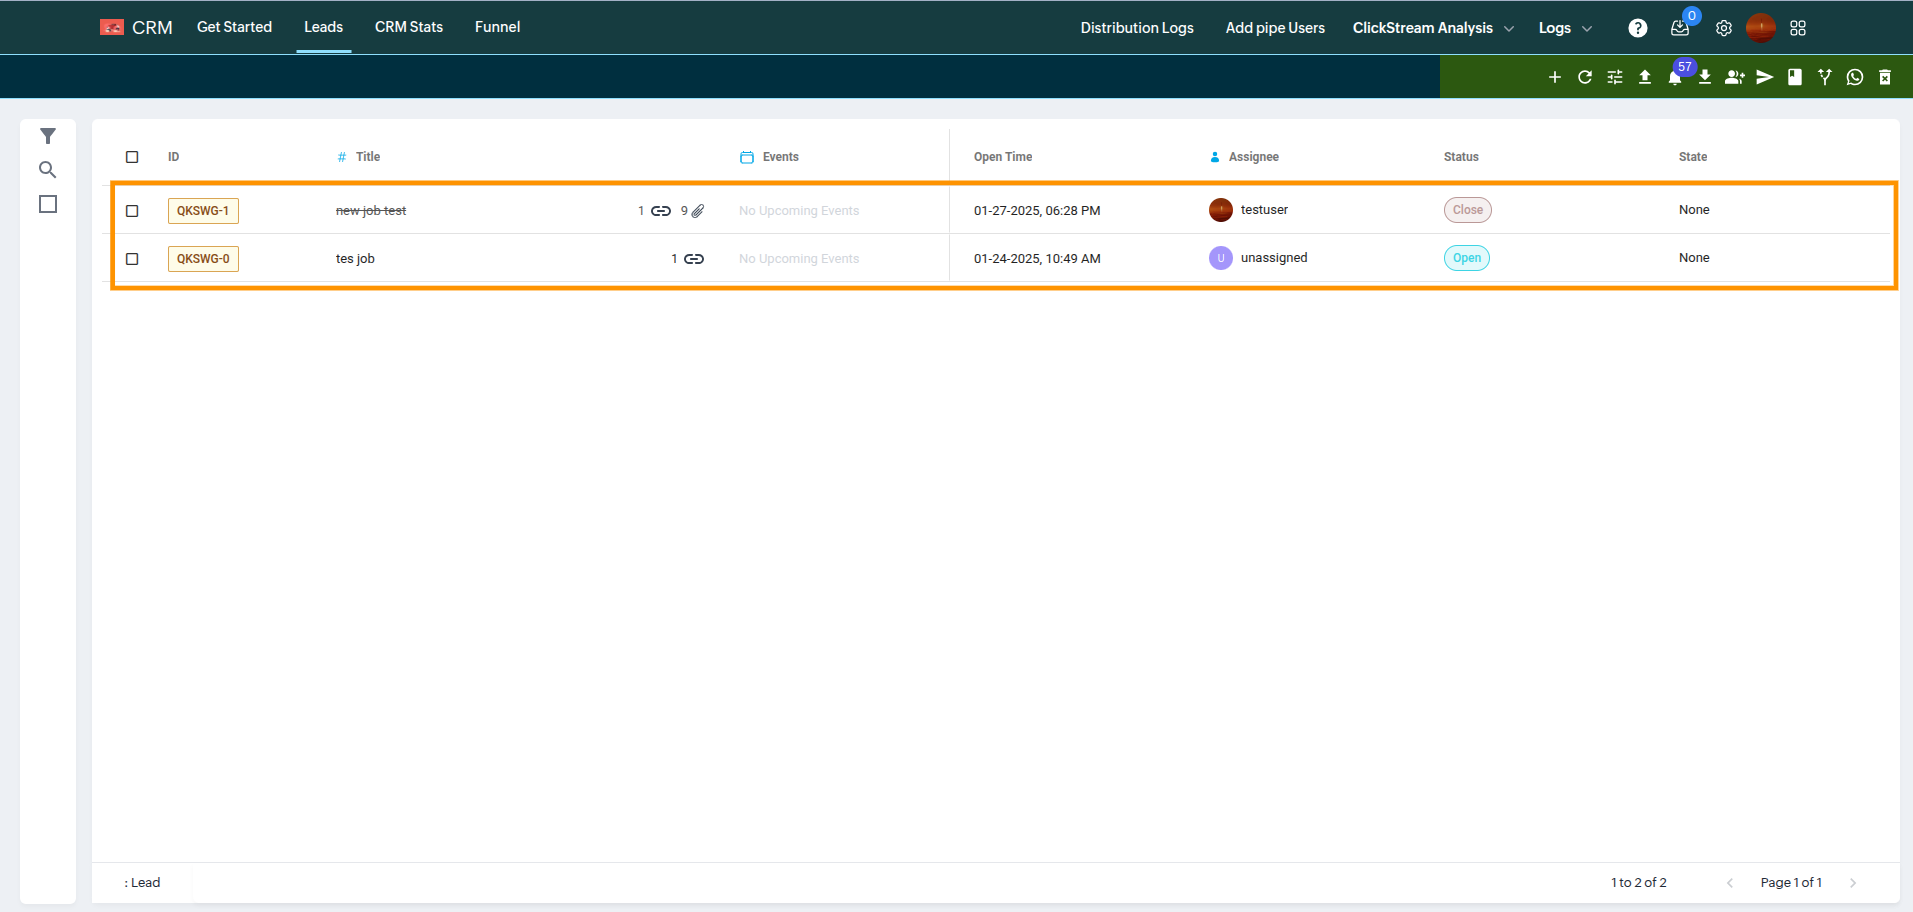 CRM Get Started Leads CRM Stats Funnel Distribution Logs Add pipe Users ClickStream Analysis Logs ? 0
57
ID # Title Events Open Time Assignee Status State
QKSWG-1 new job test 1 9 No Upcoming Events 01-27-2025, 06:28 PM testuser Close None
QKSWG-0 tes job 1 No Upcoming Events 01-24-2025, 10:49 AM U unassigned Open None
: Lead 1 to 2 of 2 Page 1 of 1